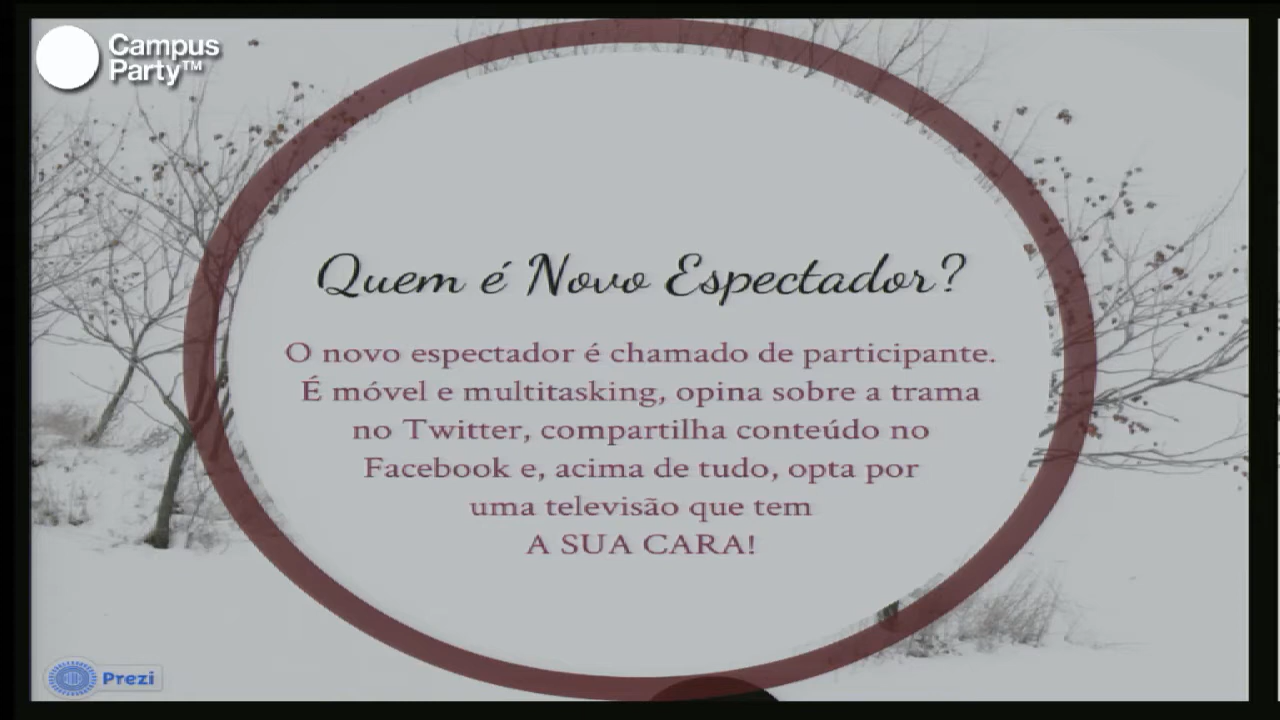 Campus
Party™
Quem é Novo Espectador?
O novo espectador é chamado de participante.
É móvel e multitasking, opina sobre a trama
no Twitter, compartilha conteúdo no
Facebook e, acima de tudo, opta por
uma televisão que tem
A SUA CARA!
Prezi